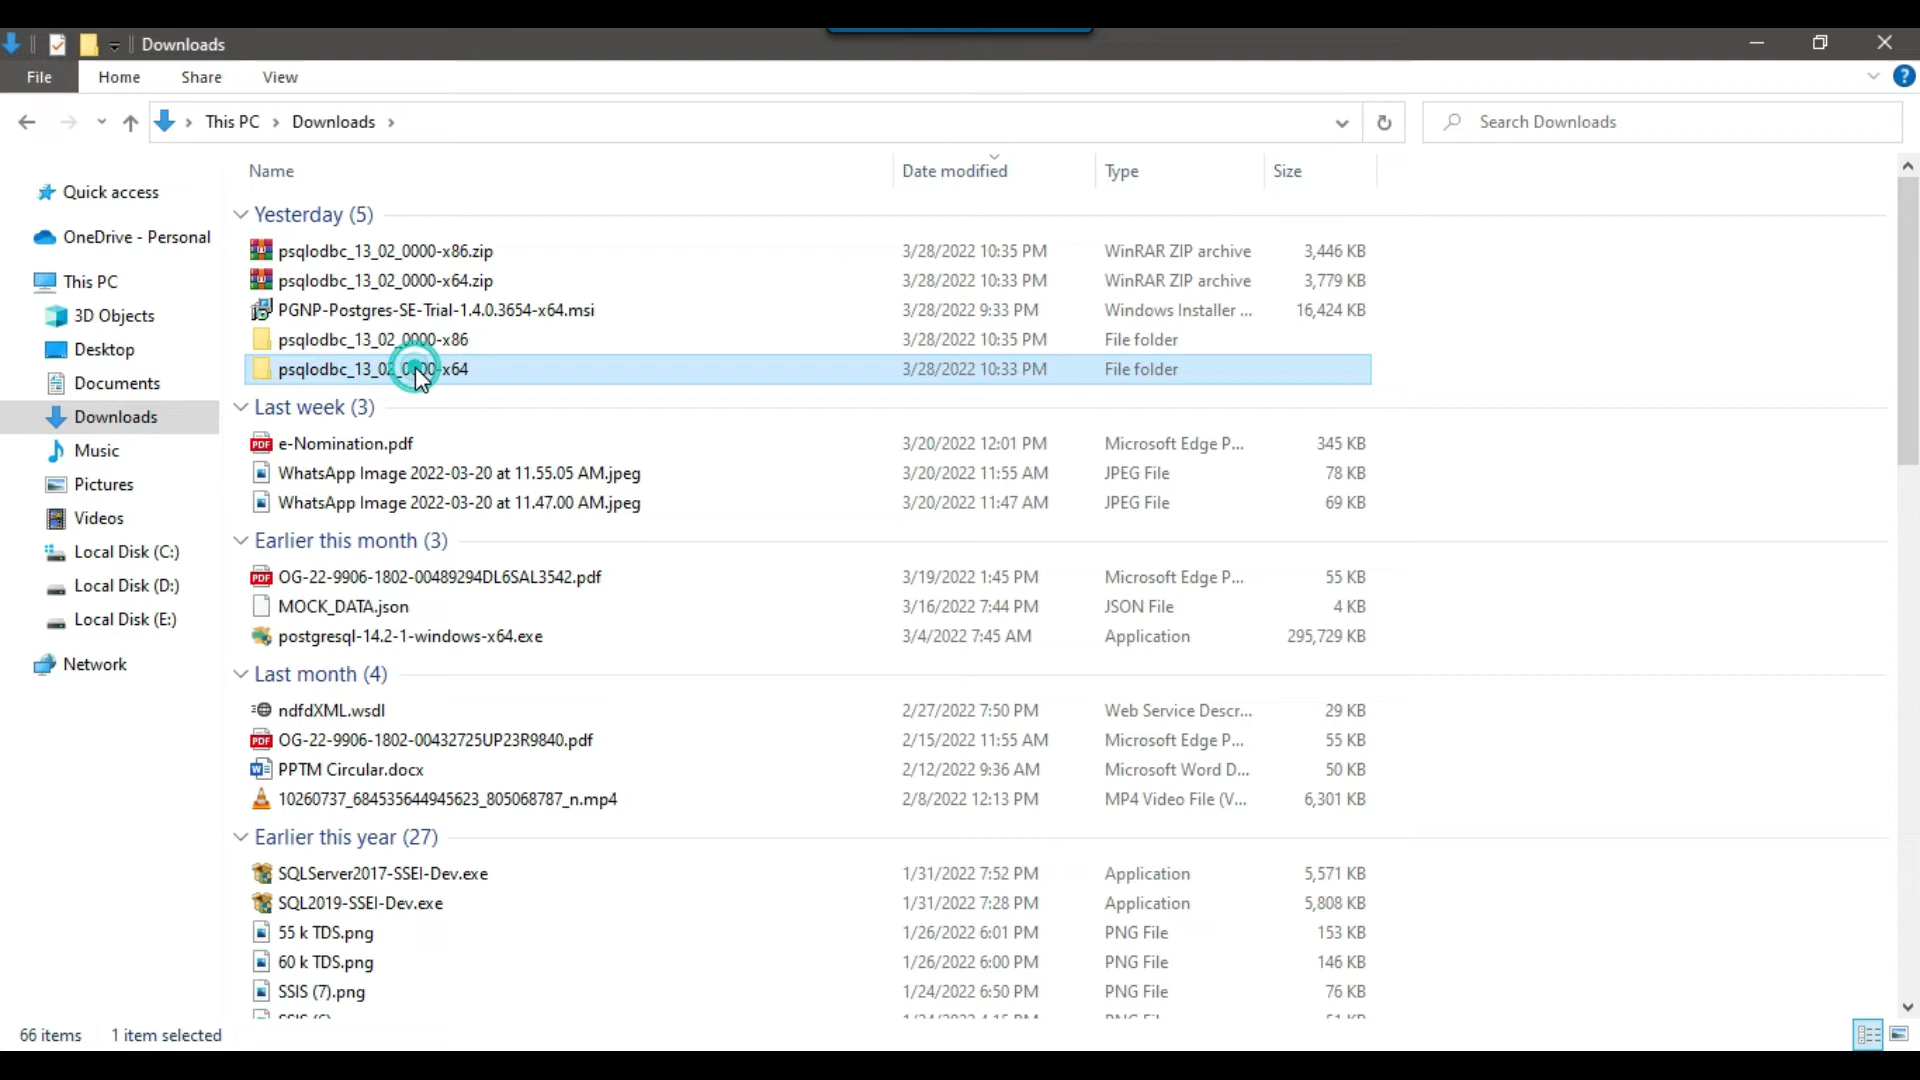 Downloads
File Home Share View
This PC Downloads Search Downloads
Name Date modified Type Size
Quick access
OneDrive - Personal
This PC
3D Objects
Desktop
Documents
Downloads
Music
Pictures
Videos
Local Disk (C:)
Local Disk (D:)
Local Disk (E:)
Network
Yesterday (5)
psqlodbc_13_02_0000-x86.zip 3/28/2022 10:35 PM WinRAR ZIP archive 3,446 KB
psqlodbc_13_02_0000-x64.zip 3/28/2022 10:33 PM WinRAR ZIP archive 3,779 KB
PGNP-Postgres-SE-Trial-1.4.0.3654-x64.msi 3/28/2022 9:33 PM Windows Installer ... 16,424 KB
psqlodbc_13_02_0000-x86 3/28/2022 10:35 PM File folder
psqlodbc_13_02_0000-x64 3/28/2022 10:33 PM File folder
Last week (3)
e-Nomination.pdf 3/20/2022 12:01 PM Microsoft Edge P... 345 KB
WhatsApp Image 2022-03-20 at 11.55.05 AM.jpeg 3/20/2022 11:55 AM JPEG File 78 KB
WhatsApp Image 2022-03-20 at 11.47.00 AM.jpeg 3/20/2022 11:47 AM JPEG File 69 KB
Earlier this month (3)
OG-22-9906-1802-00489294DL6SAL3542.pdf 3/19/2022 1:45 PM Microsoft Edge P... 55 KB
MOCK_DATA.json 3/16/2022 7:44 PM JSON File 4 KB
postgresql-14.2-1-windows-x64.exe 3/4/2022 7:45 AM Application 295,729 KB
Last month (4)
ndfdXML.wsdl 2/27/2022 7:50 PM Web Service Descr... 29 KB
OG-22-9906-1802-00432725UP23R9840.pdf 2/15/2022 11:55 AM Microsoft Edge P... 55 KB
PPTM Circular.docx 2/12/2022 9:36 AM Microsoft Word D... 50 KB
10260737_684535644945623_805068787_n.mp4 2/8/2022 12:13 PM MP4 Video File (V... 6,301 KB
Earlier this year (27)
SQLServer2017-SSEI-Dev.exe 1/31/2022 7:52 PM Application 5,571 KB
SQL2019-SSEI-Dev.exe 1/31/2022 7:28 PM Application 5,808 KB
55 k TDS.png 1/26/2022 6:01 PM PNG File 153 KB
60 k TDS.png 1/26/2022 6:00 PM PNG File 146 KB
SSIS (7).png 1/24/2022 6:50 PM PNG File 76 KB
66 items 1 item selected